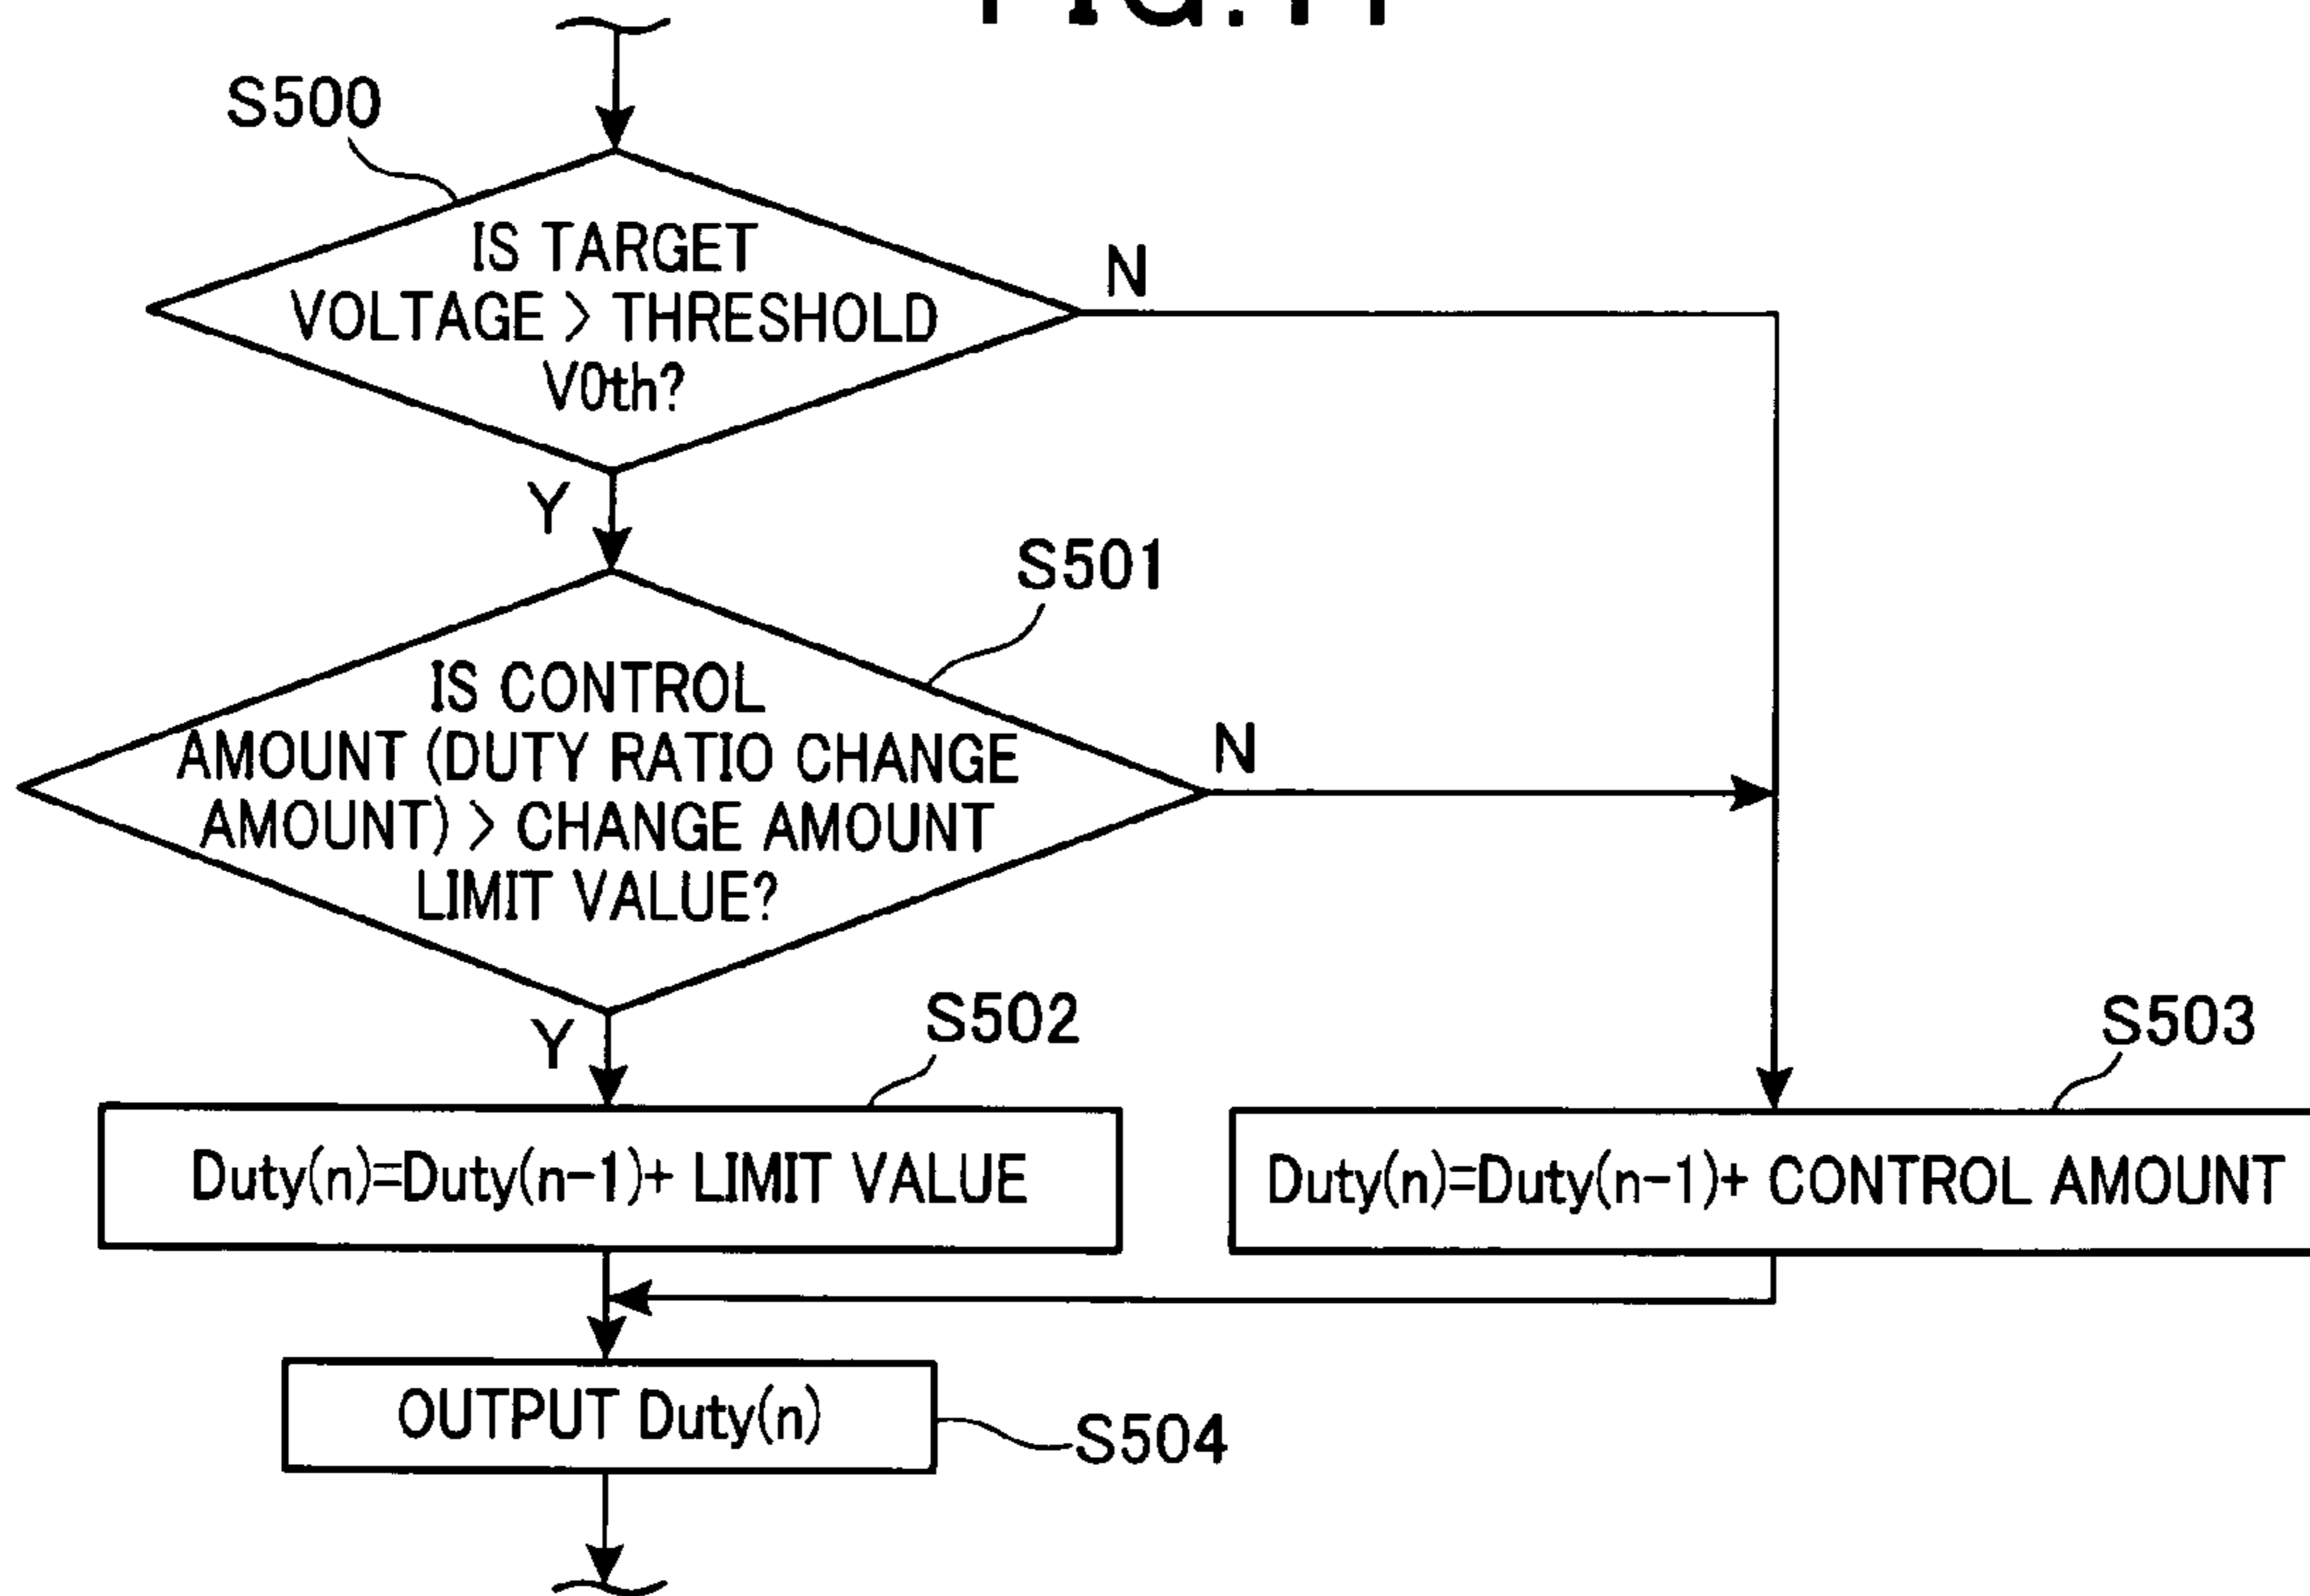 S500
IS TARGET
VOLTAGE > THRESHOLD
V0th?
N
Y
S501
IS CONTROL
AMOUNT (DUTY RATIO CHANGE
AMOUNT) > CHANGE AMOUNT
LIMIT VALUE?
N
Y
S502
Duty(n)=Duty(n-1)+ LIMIT VALUE
S503
Duty(n)=Duty(n-1)+ CONTROL AMOUNT
OUTPUT Duty(n)
S504